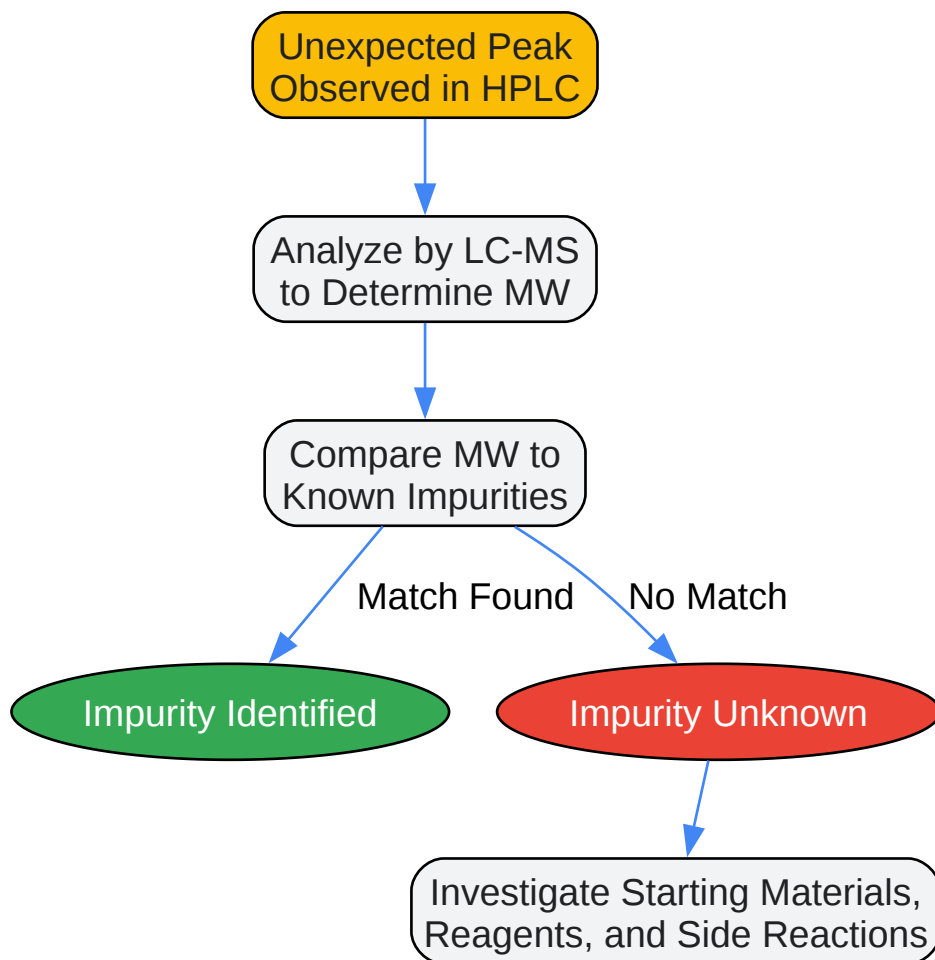 Unexpected Peak
Observed in HPLC
Analyze by LC-MS
to Determine MW
Compare MW to
Known Impurities
Match Found
No Match
Impurity Identified
Impurity Unknown
Investigate Starting Materials,
Reagents, and Side Reactions